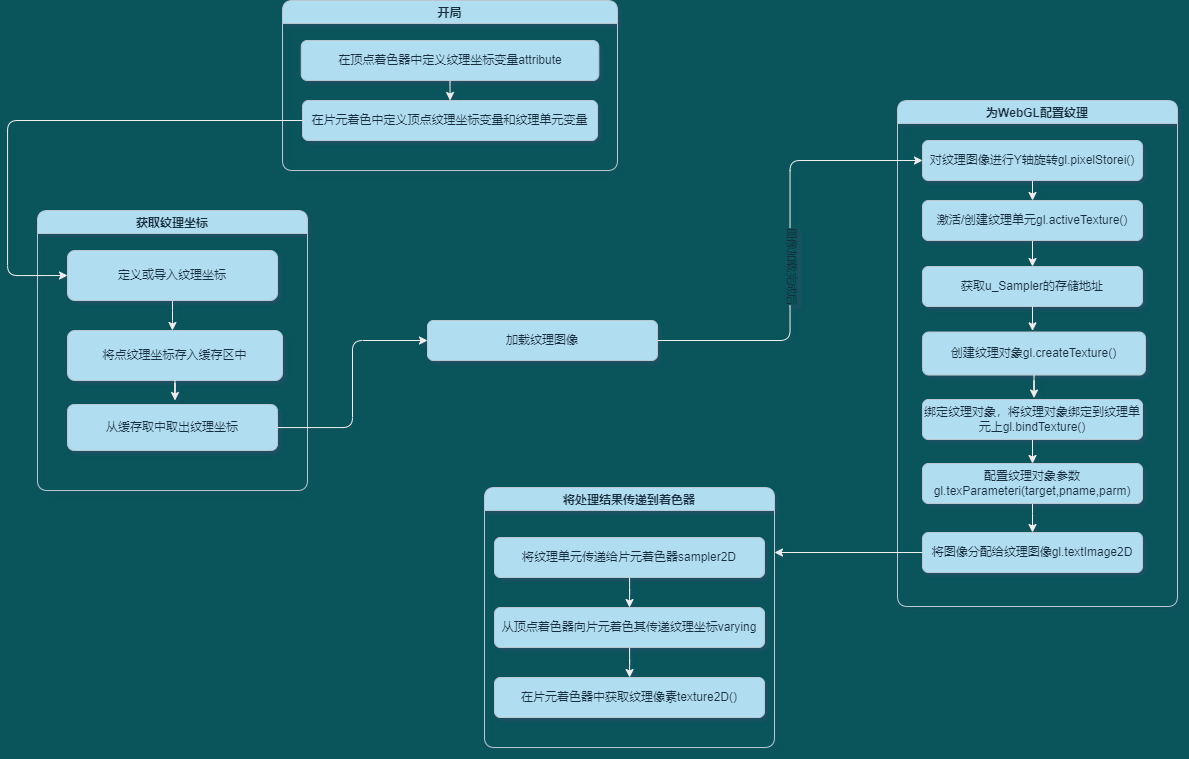 开局
在顶点着色器中定义纹理坐标变量attribute
在片元着色中定义顶点纹理坐标变量和纹理单元变量
获取纹理坐标
定义或导入纹理坐标
将点纹理坐标存入缓存区中
从缓存取中取出纹理坐标
加载纹理图像
图像加载完成后
为WebGL配置纹理
对纹理图像进行Y轴旋转gl.pixelStorei()
激活/创建纹理单元gl.activeTexture()
获取u_Sampler的存储地址
创建纹理对象gl.createTexture()
绑定纹理对象，将纹理对象绑定到纹理单
元上gl.bindTexture()
配置纹理对象参数
gl.texParameteri(target,pname,parm)
将图像分配给纹理图像gl.textImage2D
将处理结果传递到着色器
将纹理单元传递给片元着色器sampler2D
从顶点着色器向片元着色其传递纹理坐标varying
在片元着色器中获取纹理像素texture2D()